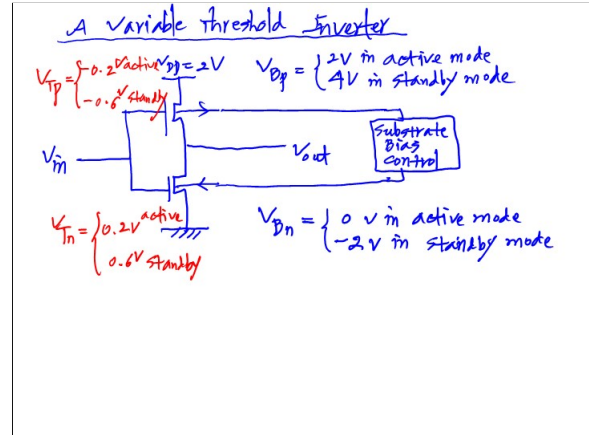 A Variable Threshold Inverter
VTp = { -0.2V active
-0.6V standby
VDD = 2V
VBp = { 2V in active mode
4V in standby mode
Substrate
Bias
Control
Vin
Vout
VTn = { 0.2V active
0.6V standby
VBn = { 0 V in active mode
-2 V in standby mode